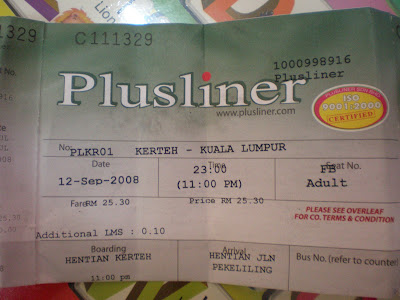 Lion
111329
C111329
1000998916
Plusliner
Plusliner
www.plusliner.com
ISO
9001-2000
CERTIFIED
No. PLKR01 KERTEH - KUALA LUMPUR
Date Time Seat No.
12-Sep-2008 23.00 FB
(11:00 PM) Adult
Fare RM 25.30 Price RM 25.30
PLEASE SEE OVERLEAF
FOR CO. TERMS & CONDITION
Additional LMS : 0.10
Boarding Arrival Bus No. (refer to counter)
HENTIAN KERTEH HENTIAN JLN
PEKELILING
11:00 pm